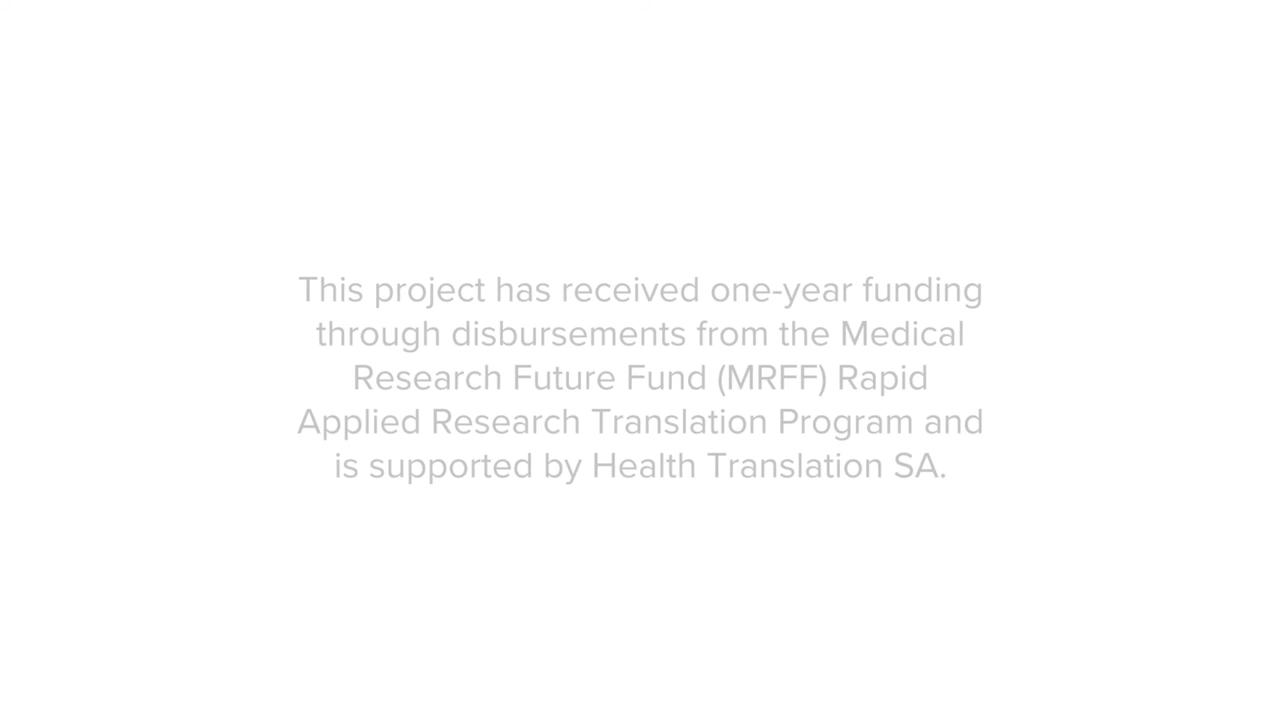 This project has received one-year funding
through disbursements from the Medical
Research Future Fund (MRFF) Rapid
Applied Research Translation Program and
is supported by Health Translation SA.